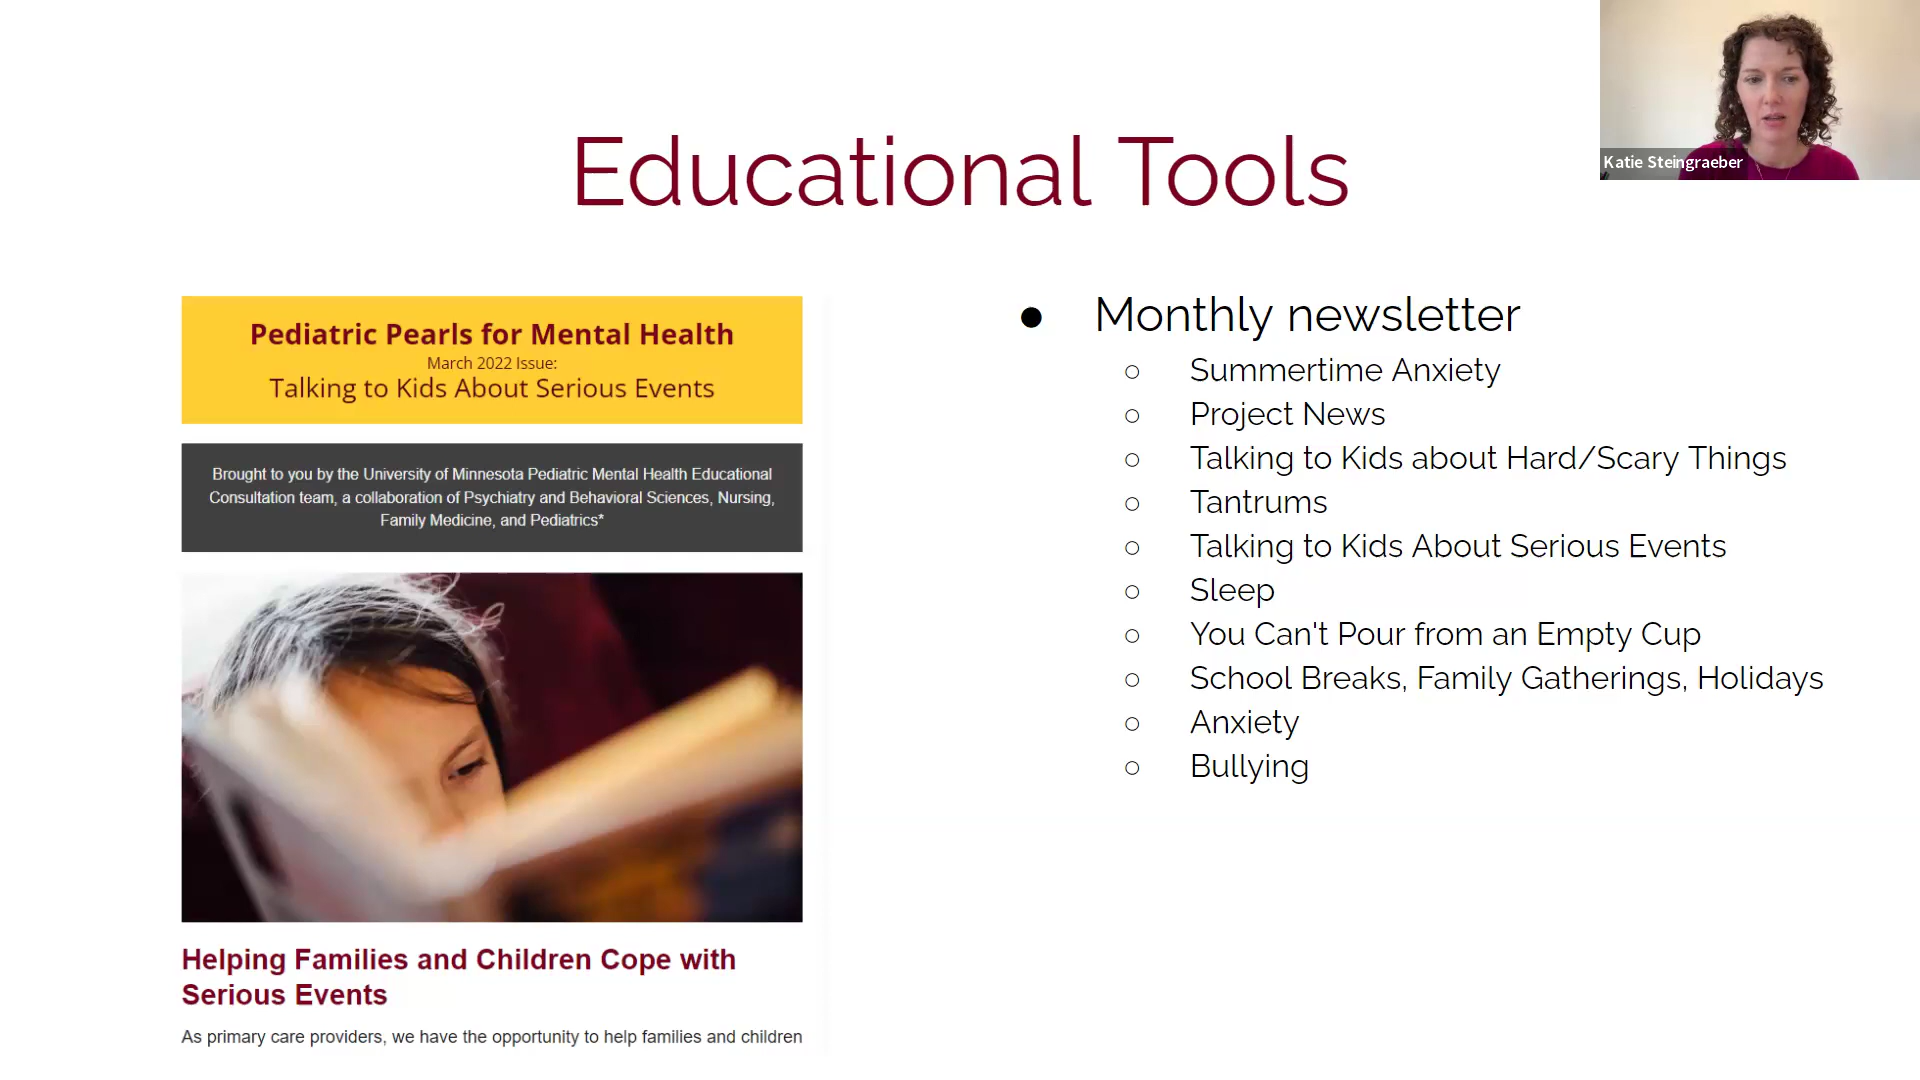 Educational Tools
Katie Steingraeber
Pediatric Pearls for Mental Health
March 2022 Issue:
Talking to Kids About Serious Events
Brought to you by the University of Minnesota Pediatric Mental Health Educational
Consultation team, a collaboration of Psychiatry and Behavioral Sciences, Nursing,
Family Medicine, and Pediatrics*
Helping Families and Children Cope with
Serious Events
As primary care providers, we have the opportunity to help families and children
● Monthly newsletter
○ Summertime Anxiety
○ Project News
○ Talking to Kids about Hard/Scary Things
○ Tantrums
○ Talking to Kids About Serious Events
○ Sleep
○ You Can't Pour from an Empty Cup
○ School Breaks, Family Gatherings, Holidays
○ Anxiety
○ Bullying